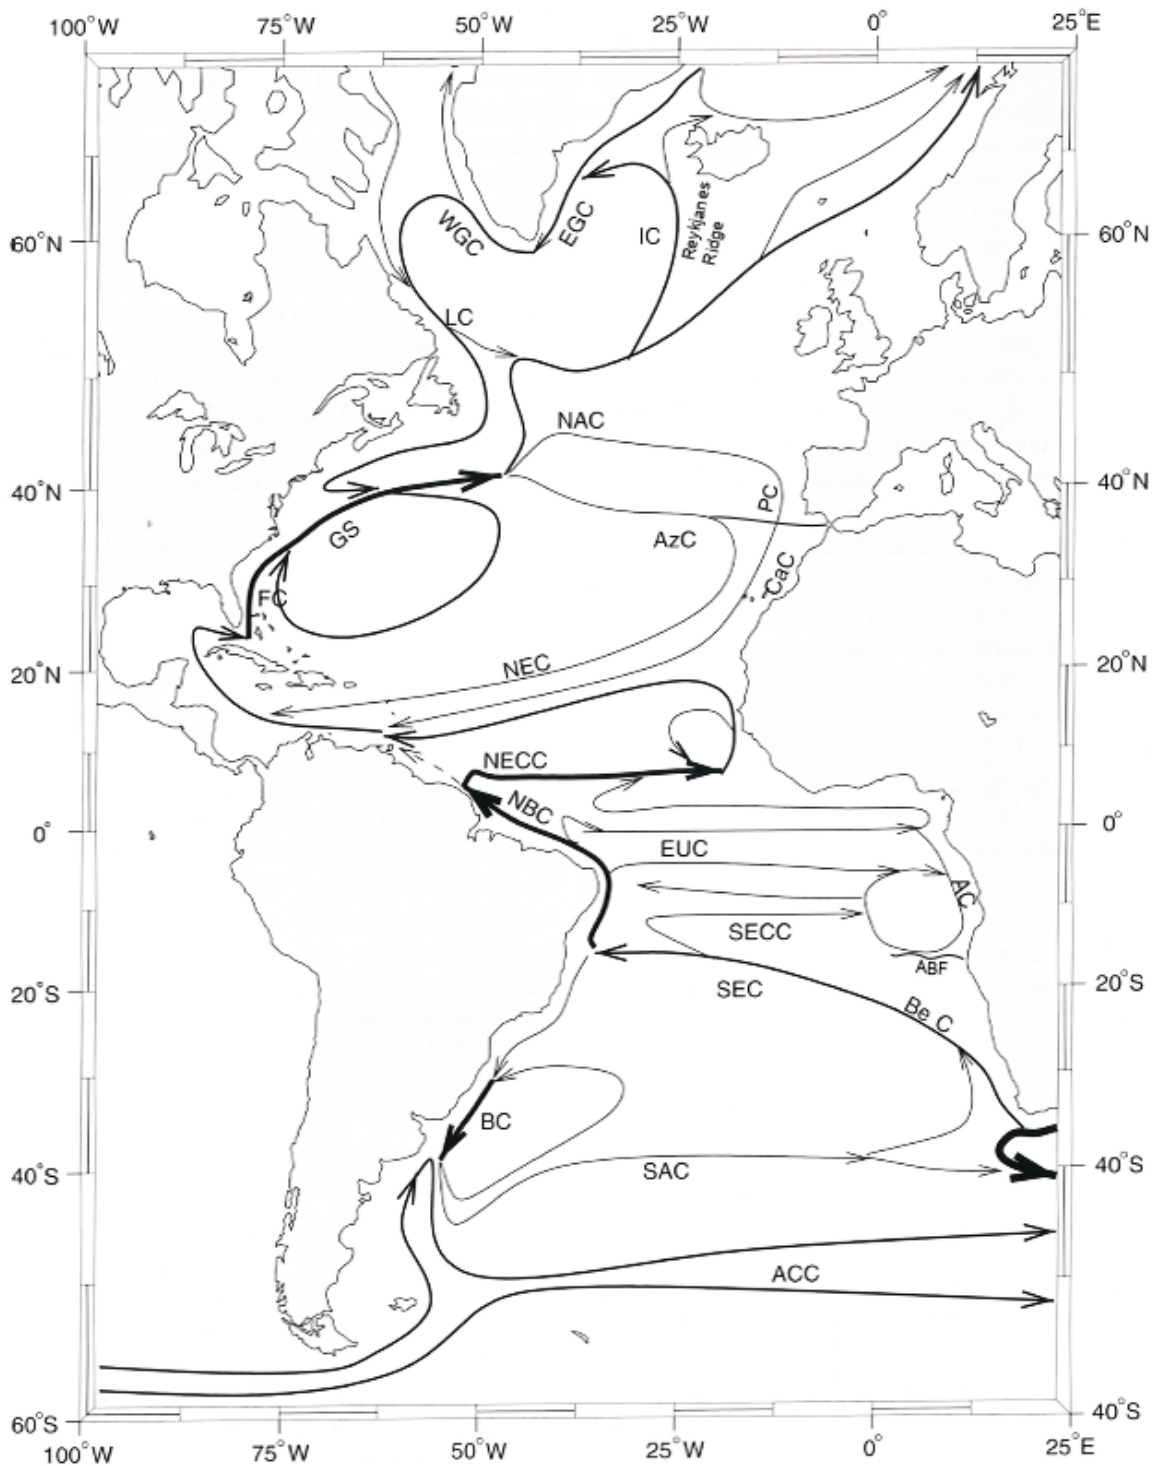 100°W 75°W 50°W 25°W 0° 25°E
60°N 60°N
WGC
EGC
IC
Reykjanes
Ridge
LC
NAC
40°N 40°N
PC
GS
AzC
CaC
FC
20°N 20°N
NEC
NECC
NBC
0° 0°
EUC
AC
SECC
ABF
20°S 20°S
SEC
Be C
BC
40°S 40°S
SAC
ACC
60°S 40°S
100°W 75°W 50°W 25°W 0° 25°E